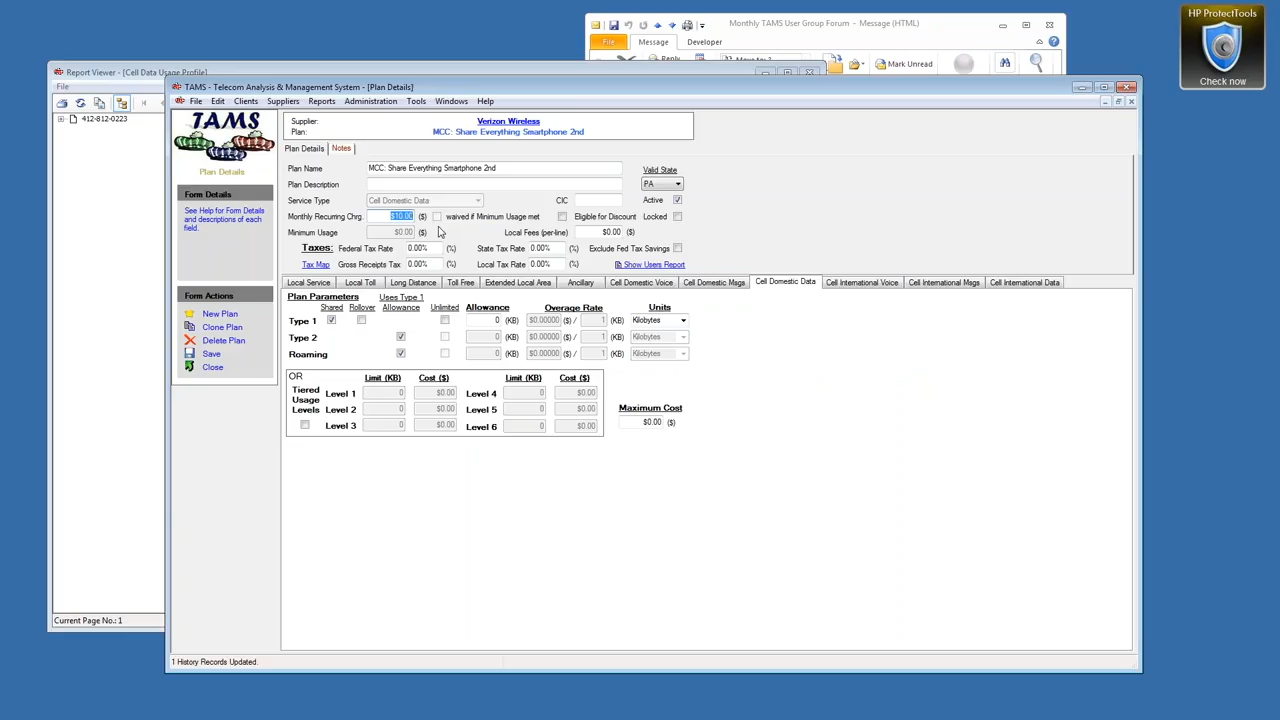 HP ProtectTools
Check now
Monthly TAMS User Group Forum - Message (HTML)
File Message Developer
Reply
Mark Unread
Report Viewer - [Cell Data Usage Profile]
File
412-812-0223
Current Page No.: 1
TAMS - Telecom Analysis & Management System - [Plan Details]
File Edit Clients Suppliers Reports Administration Tools Windows Help
TAMS
Plan Details
Form Details
See Help for Form Details
and descriptions of each
field.
Form Actions
New Plan
Clone Plan
Delete Plan
Save
Close
Supplier: Verizon Wireless
Plan: MCC: Share Everything Smartphone 2nd
Plan Details Notes
Plan Name MCC: Share Everything Smartphone 2nd Valid State
Plan Description PA
Service Type Cell Domestic Data CIC Active
Monthly Recurring Chrg. $10.00 ($) waived if Minimum Usage met Eligible for Discount Locked
Minimum Usage $0.00 ($) Local Fees (per-line) $0.00 ($)
Taxes: Federal Tax Rate 0.00% (%) State Tax Rate 0.00% (%) Exclude Fed Tax Savings
Tax Map Gross Receipts Tax 0.00% (%) Local Tax Rate 0.00% (%) Show Users Report
Local Service Local Toll Long Distance Toll Free Extended Local Area Ancillary Cell Domestic Voice Cell Domestic Msgs Cell Domestic Data Cell International Voice Cell International Msgs Cell International Data
Plan Parameters Uses Type 1
Shared Rollover Allowance Unlimited Allowance Overage Rate Units
Type 1 0 (KB) $0.00000 ($) / 1 (KB) Kilobytes
Type 2 0 (KB) $0.00000 ($) / 1 (KB) Kilobytes
Roaming 0 (KB) $0.00000 ($) / 1 (KB) Kilobytes
OR Limit (KB) Cost ($) Limit (KB) Cost ($)
Tiered
Usage
Levels
Level 1 0 $0.00 Level 4 0 $0.00
Level 2 0 $0.00 Level 5 0 $0.00
Level 3 0 $0.00 Level 6 0 $0.00
Maximum Cost
$0.00 ($)
1 History Records Updated.